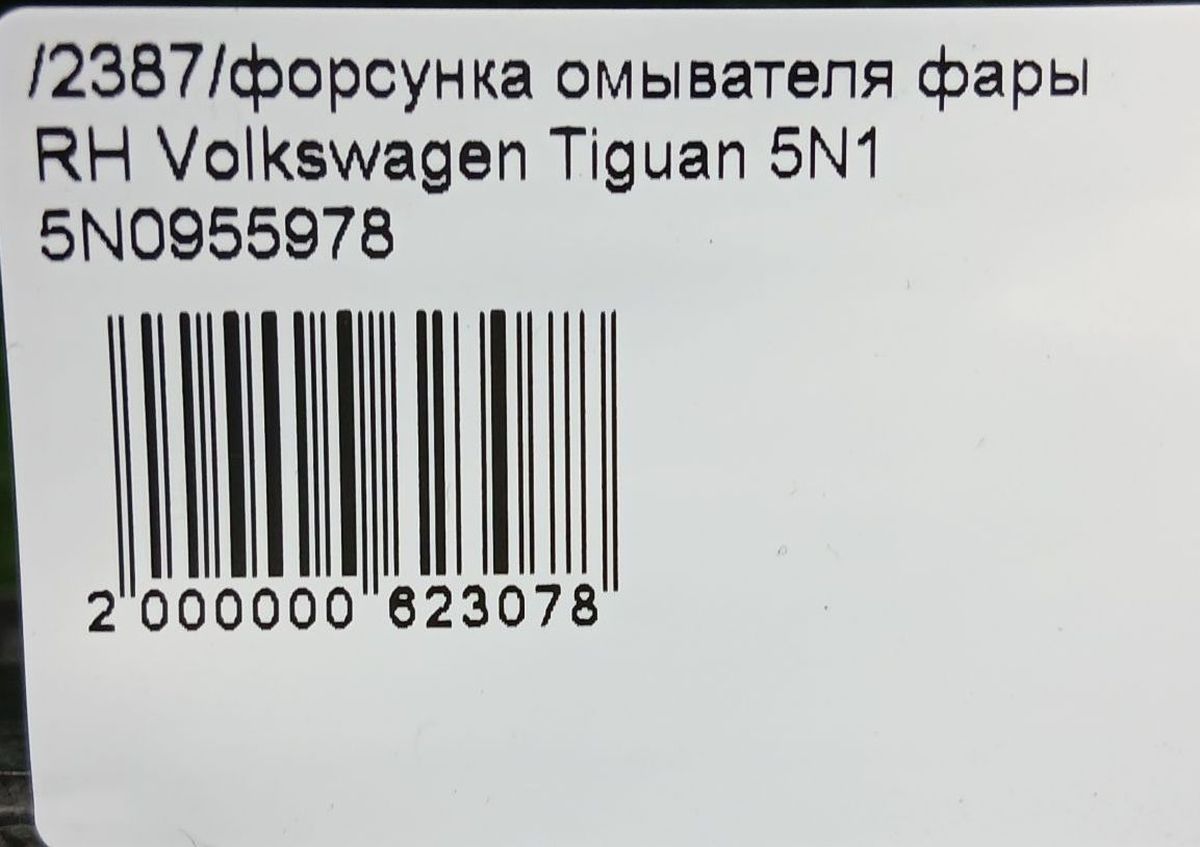 /2387/форсунка омывателя фары
RH Volkswagen Tiguan 5N1
5N0955978
2 000000 623078